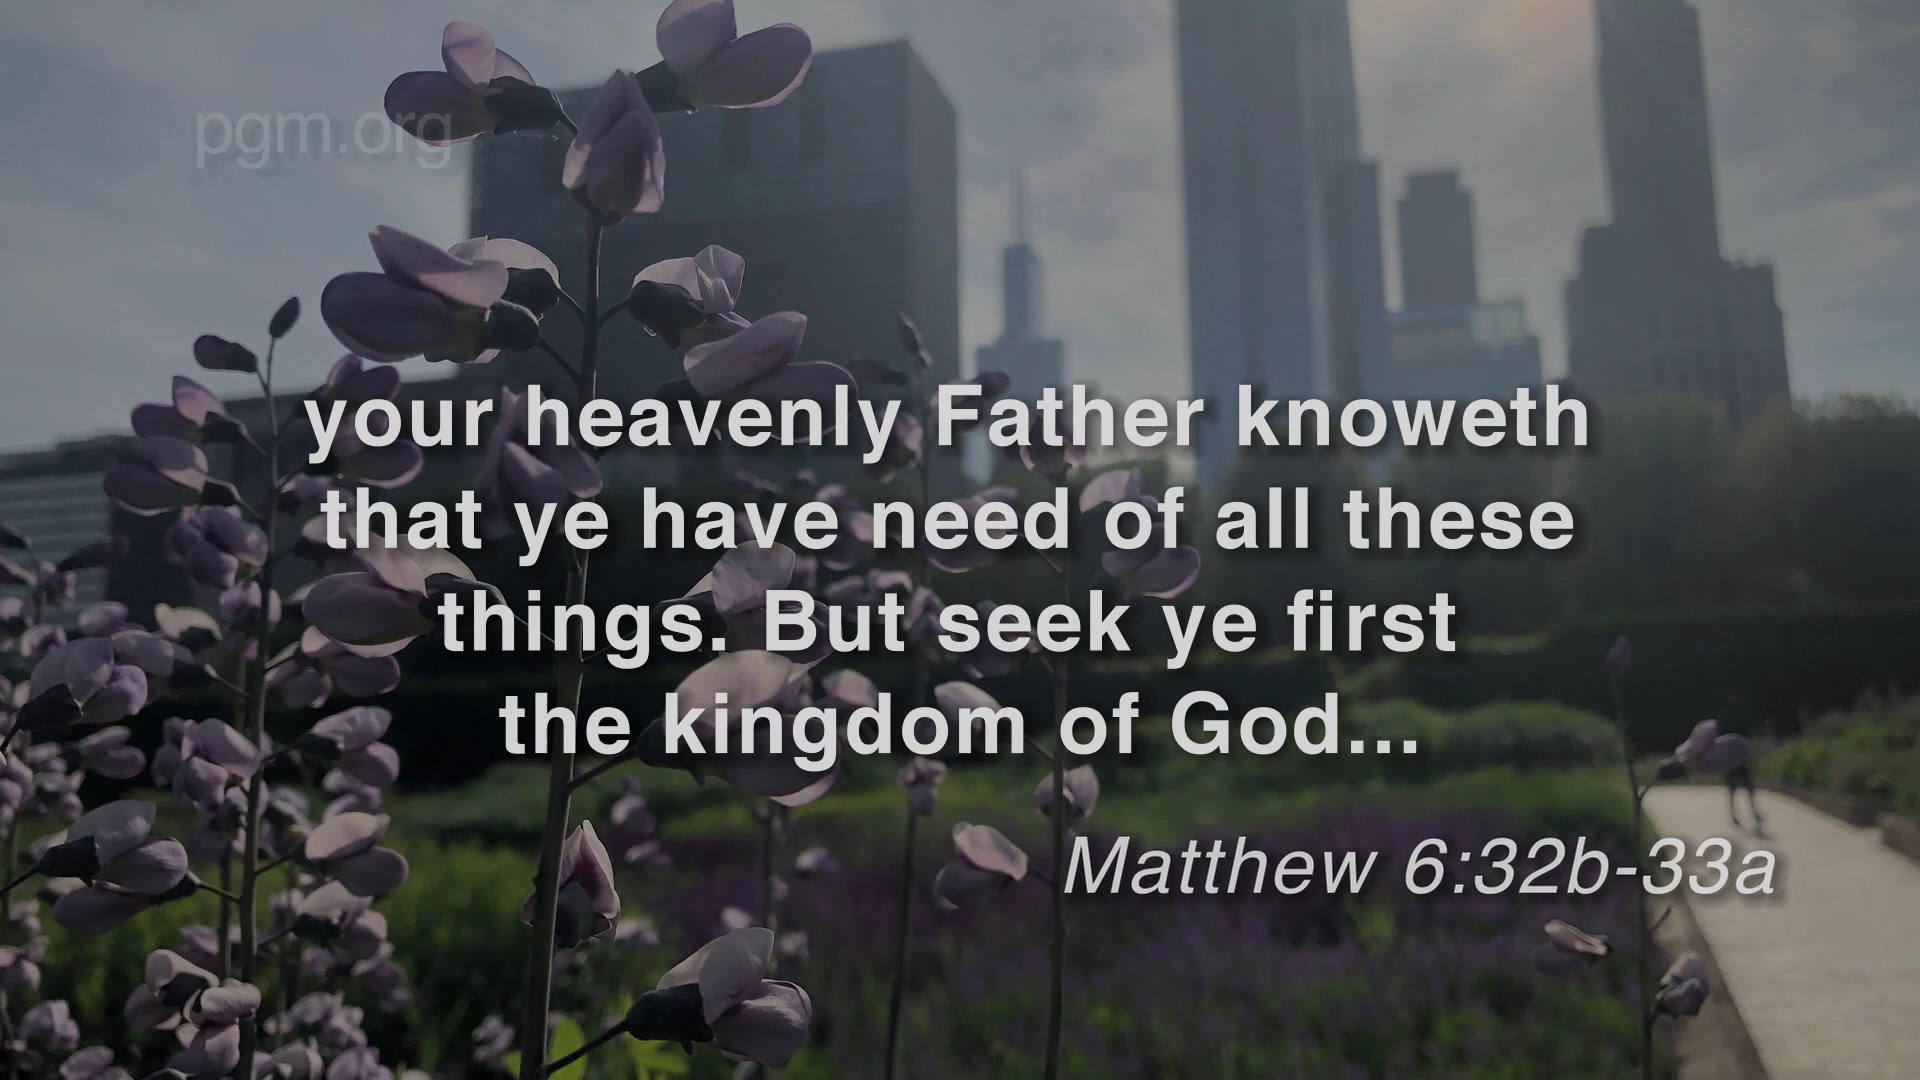 pgm.org
your heavenly Father knoweth
that ye have need of all these
things. But seek ye first
the kingdom of God...
Matthew 6:32b-33a